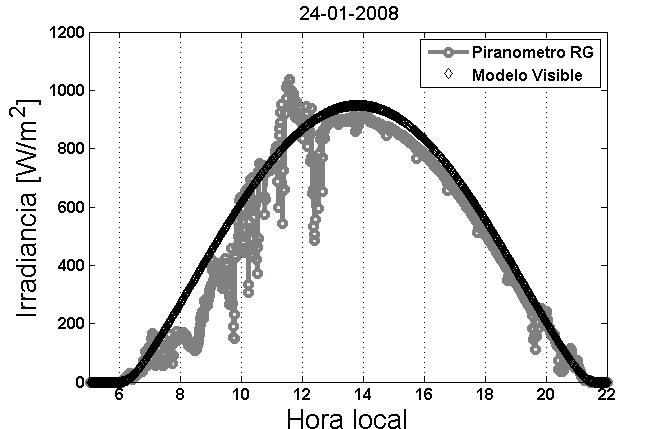 24-01-2008
Piranometro RG
Modelo Visible
Irradiancia [W/m²]
1200
1000
800
600
400
200
0
6 8 10 12 14 16 18 20 22
Hora local